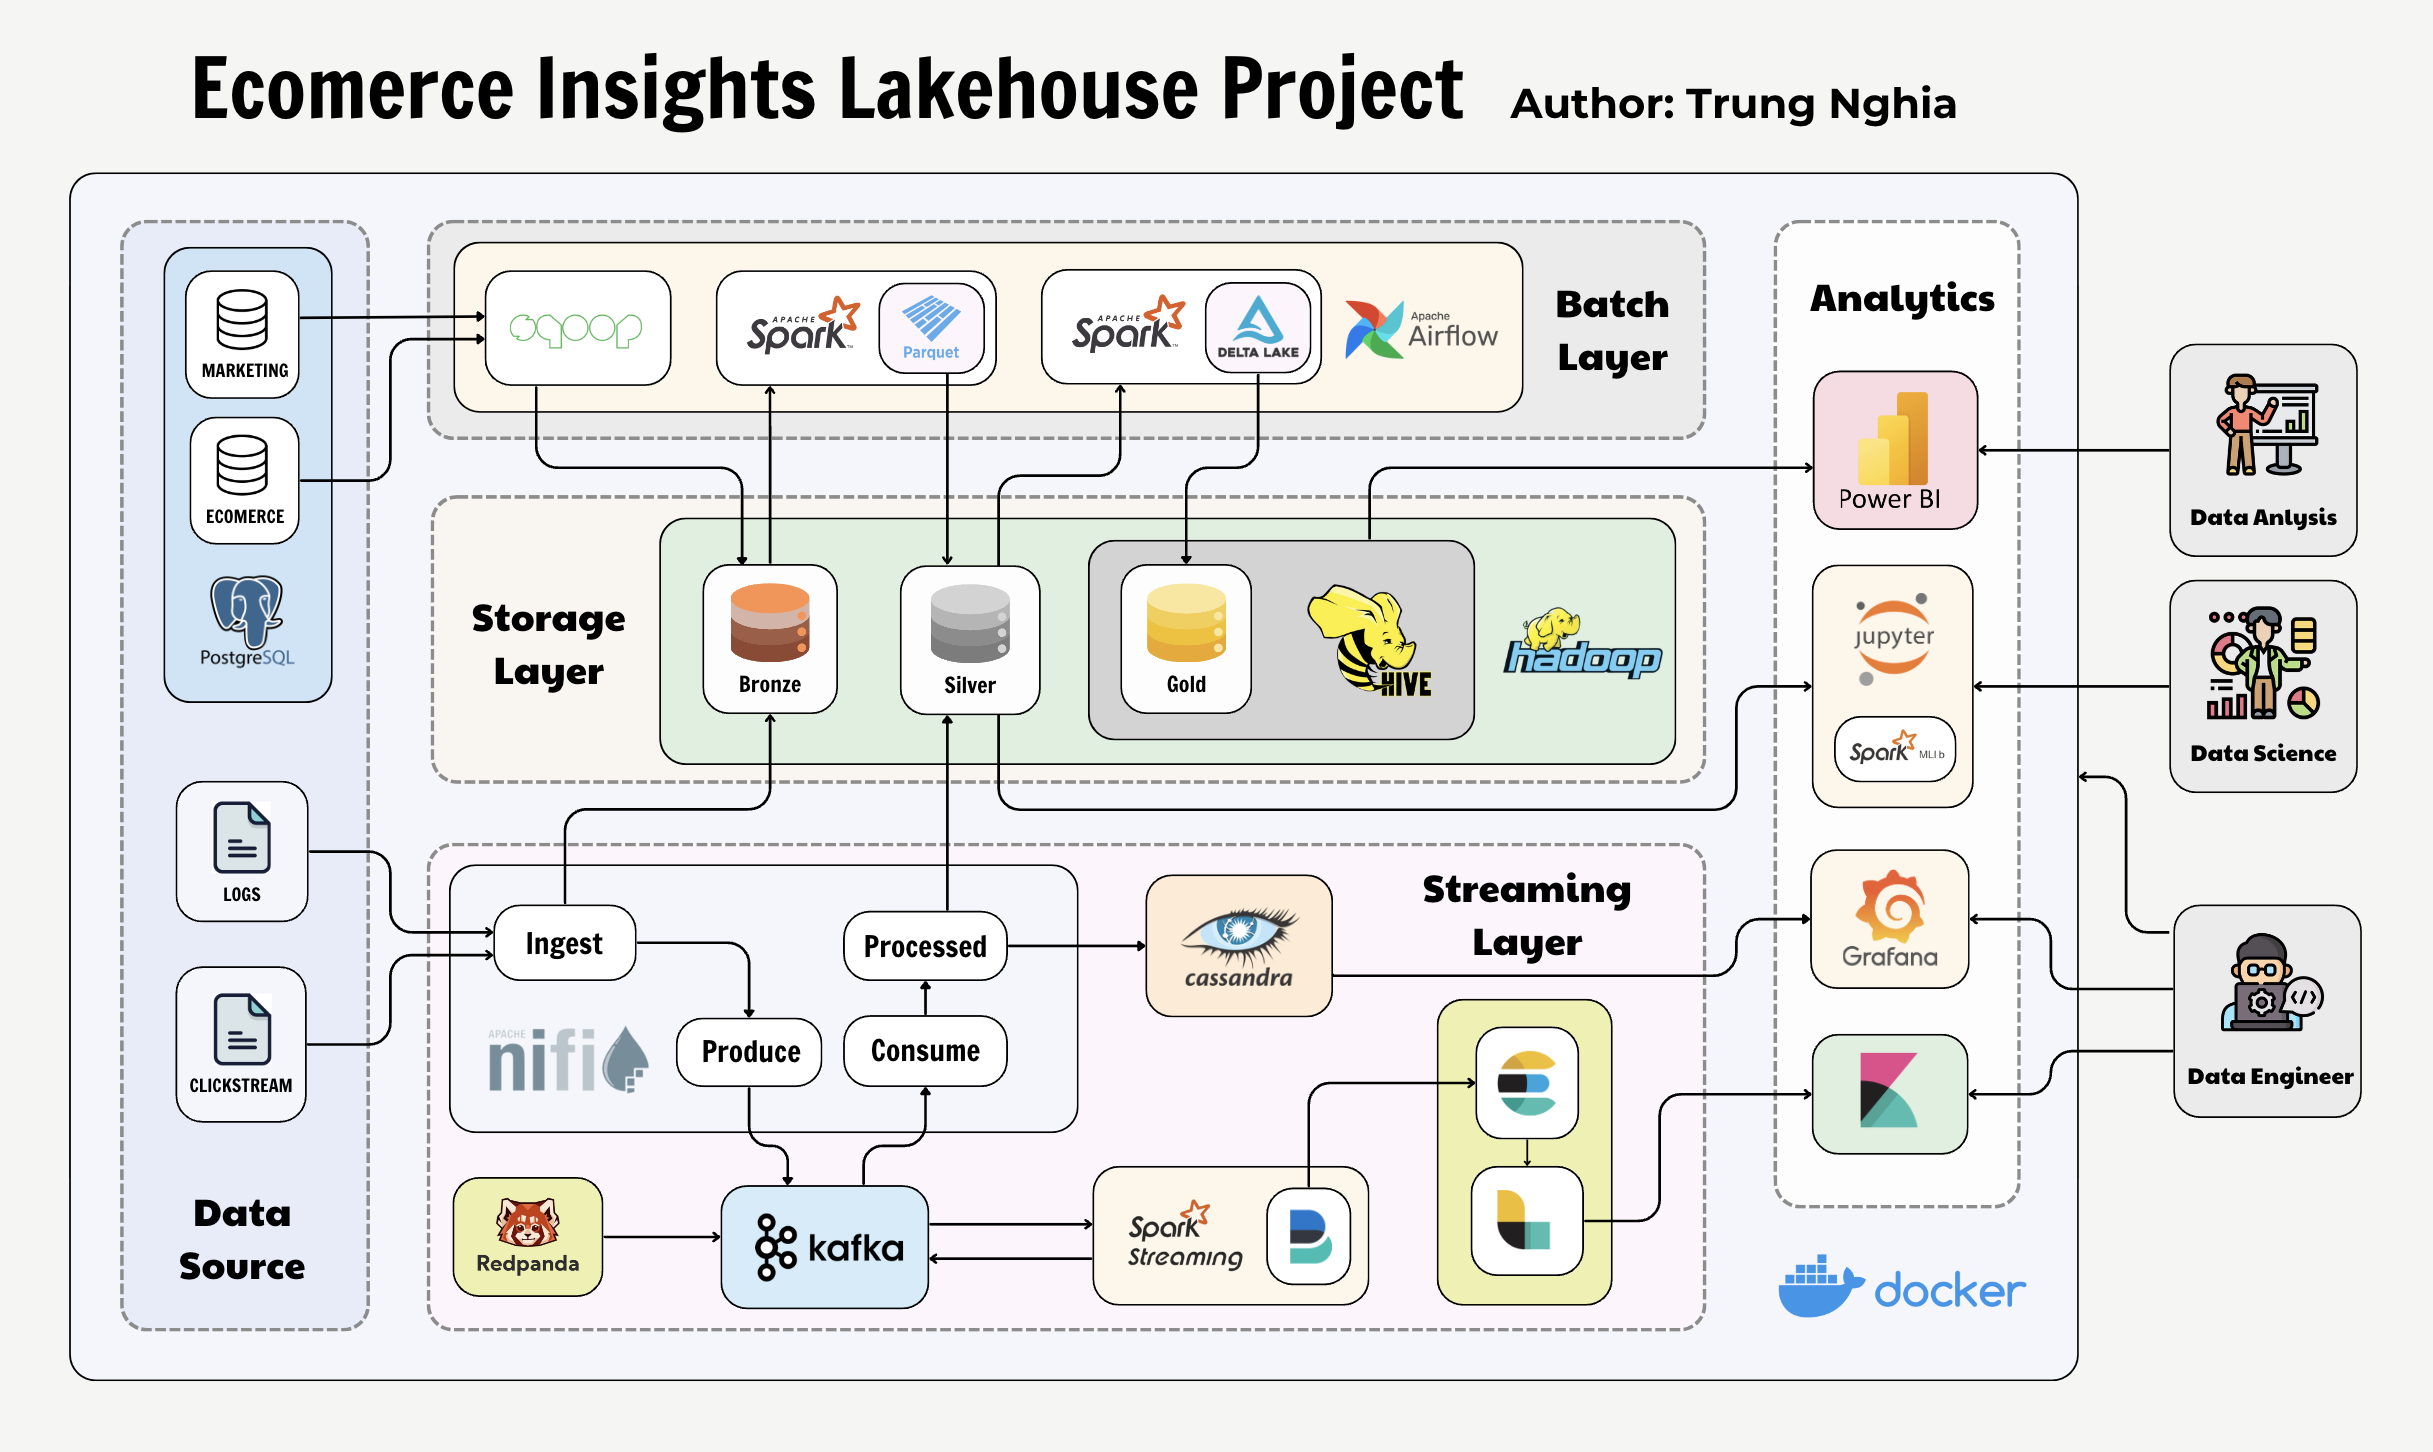 Ecomerce Insights Lakehouse Project
Author: Trung Nghia
MARKETING
ECOMERCE
PostgreSQL
LOGS
CLICKSTREAM
Data
Source
sqoop
APACHE
Spark™
Parquet
APACHE
Spark™
DELTA LAKE
Apache
Airflow
Batch
Layer
Storage
Layer
Bronze
Silver
Gold
HIVE
hadoop
Ingest
Processed
Produce
Consume
APACHE
nifi
cassandra
Streaming
Layer
Redpanda
kafka
Spark
Streaming
Analytics
Power BI
jupyter
Spark MLlib
Grafana
docker
Data Anlysis
Data Science
Data Engineer